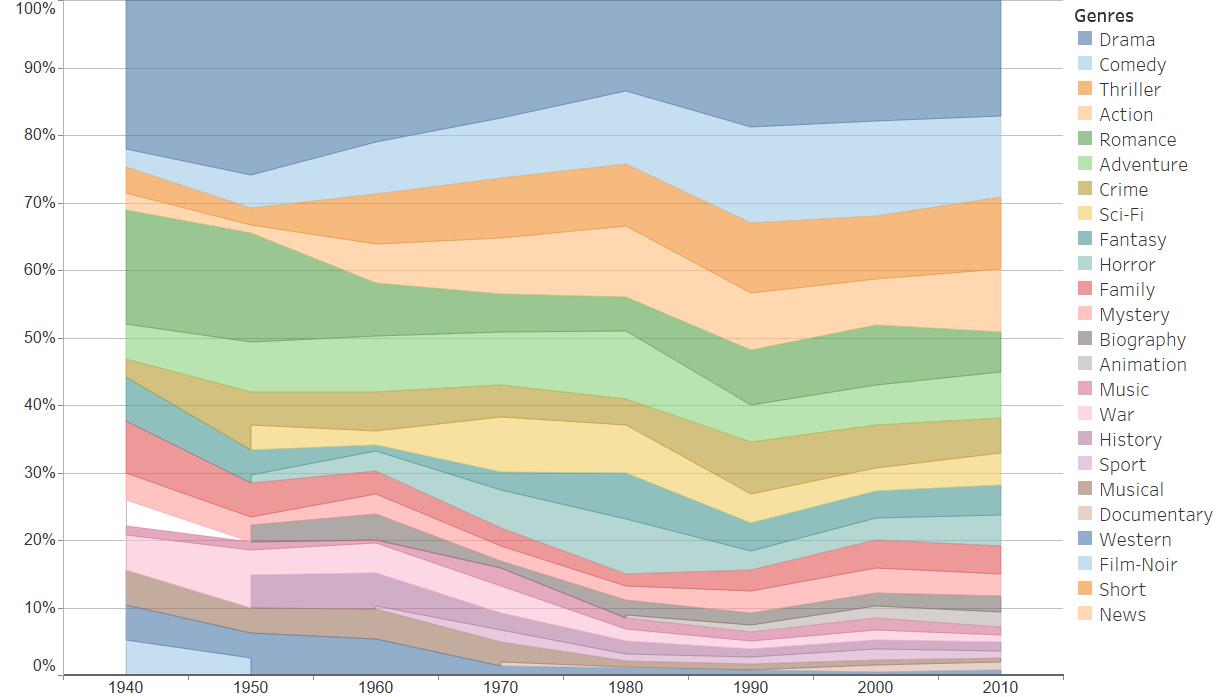 100%
90%
80%
70%
60%
50%
40%
30%
20%
10%
0%
1940 1950 1960 1970 1980 1990 2000 2010
Genres
Drama
Comedy
Thriller
Action
Romance
Adventure
Crime
Sci-Fi
Fantasy
Horror
Family
Mystery
Biography
Animation
Music
War
History
Sport
Musical
Documentary
Western
Film-Noir
Short
News